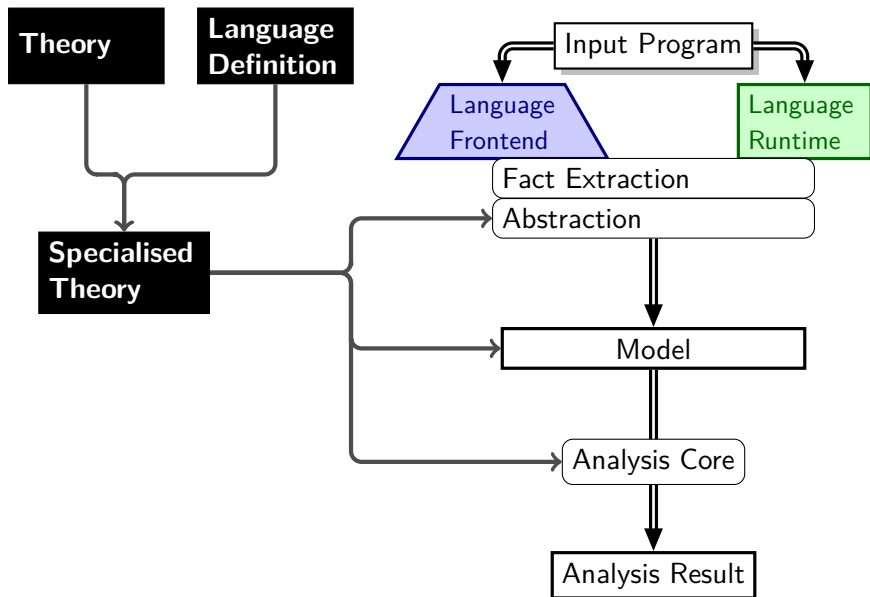 Theory
Language
Definition
Input Program
Language
Frontend
Language
Runtime
Fact Extraction
Abstraction
Specialised
Theory
Model
Analysis Core
Analysis Result